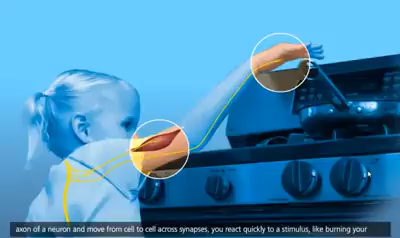 axon of a neuron and move from cell to cell across synapses, you react quickly to a stimulus, like burning your